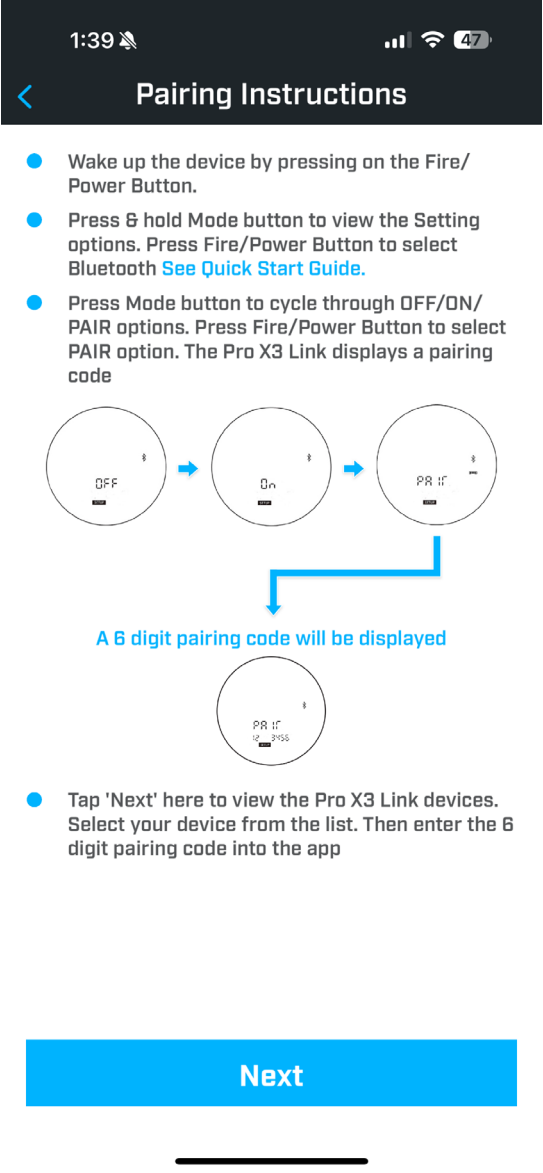 1:39
47
Pairing Instructions
Wake up the device by pressing on the Fire/
Power Button.
Press & hold Mode button to view the Setting
options. Press Fire/Power Button to select
Bluetooth See Quick Start Guide.
Press Mode button to cycle through OFF/ON/
PAIR options. Press Fire/Power Button to select
PAIR option. The Pro X3 Link displays a pairing
code
OFF
On
PAIr
SETUP
SETUP
SETUP
A 6 digit pairing code will be displayed
PAIr
12 3456
SETUP
Tap 'Next' here to view the Pro X3 Link devices.
Select your device from the list. Then enter the 6
digit pairing code into the app
Next